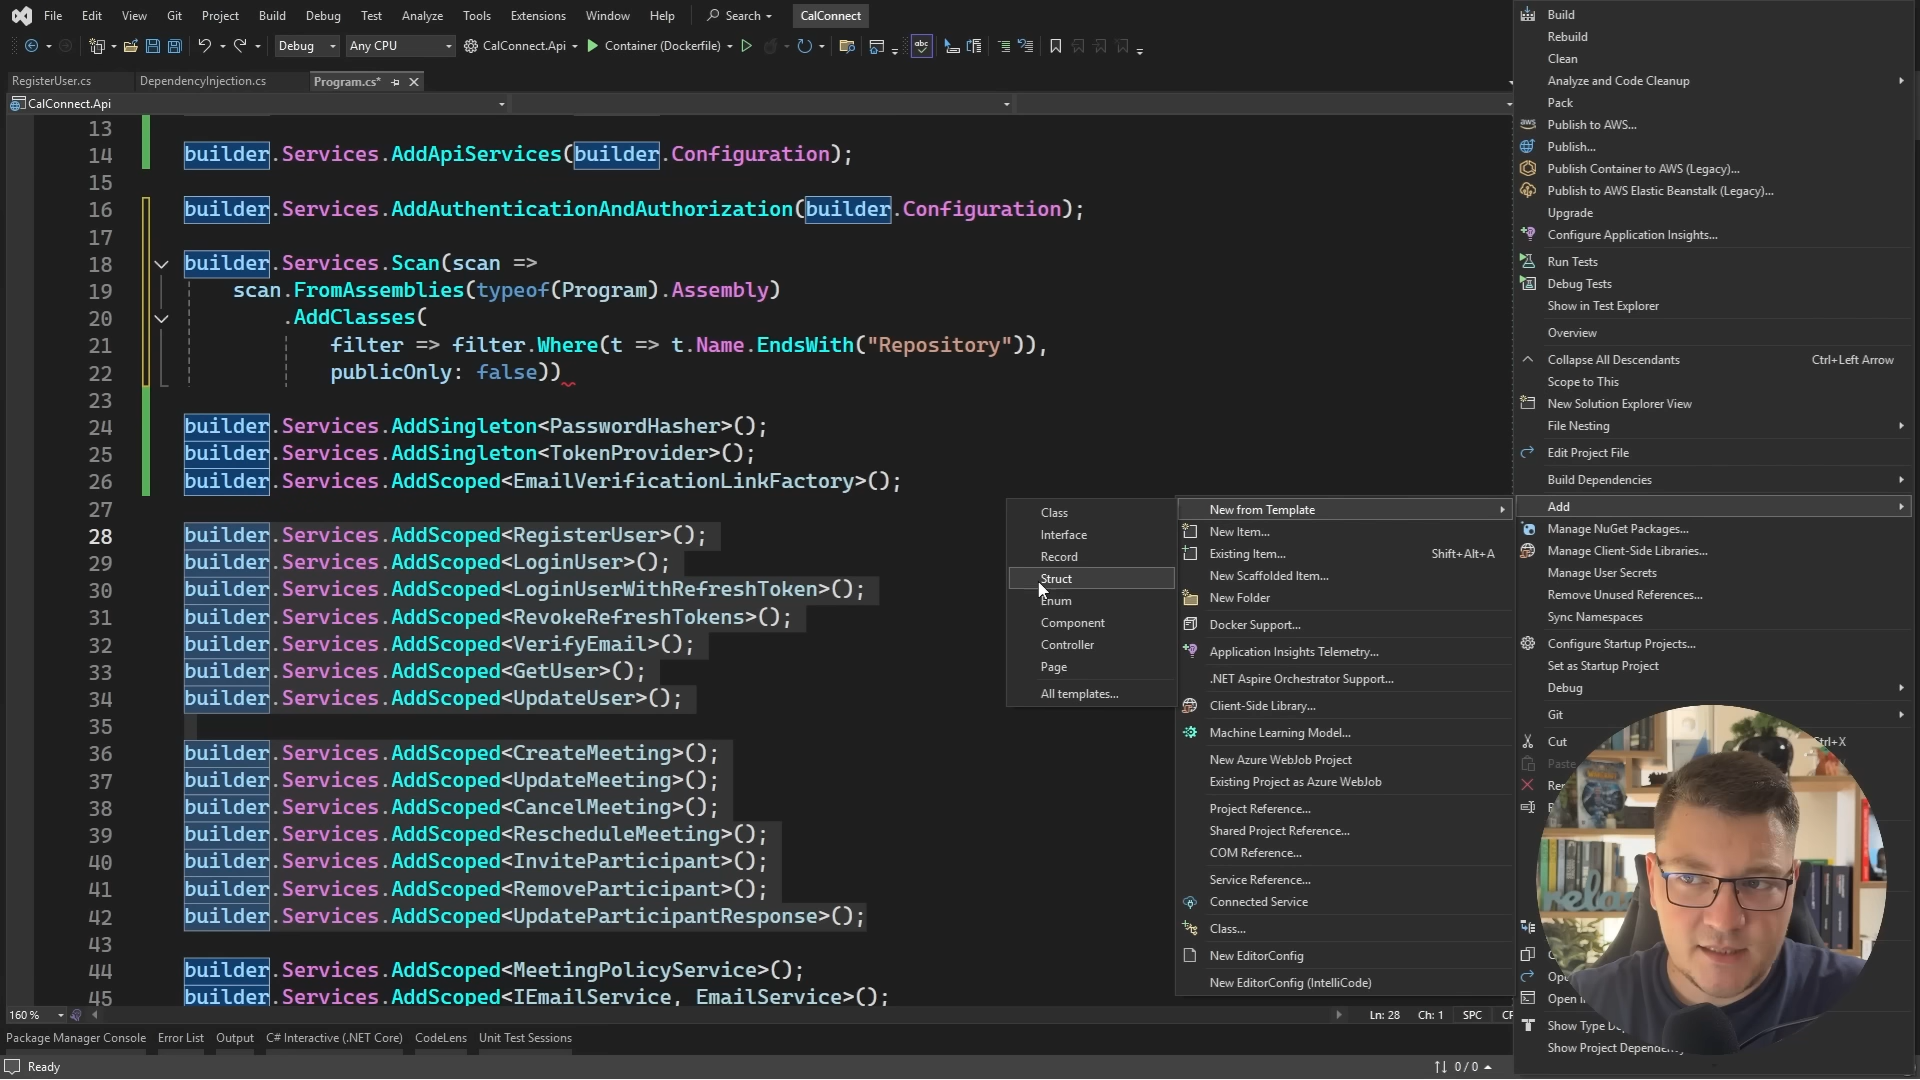 File Edit View Git Project Build Debug Test Analyze Tools Extensions Window Help Search CalConnect
Debug Any CPU CalConnect.Api Container (Dockerfile)
RegisterUser.cs DependencyInjection.cs Program.cs*
CalConnect.Api
13
14 builder.Services.AddApiServices(builder.Configuration);
15
16 builder.Services.AddAuthenticationAndAuthorization(builder.Configuration);
17
18 builder.Services.Scan(scan =>
19 scan.FromAssemblies(typeof(Program).Assembly)
20 .AddClasses(
21 filter => filter.Where(t => t.Name.EndsWith("Repository")),
22 publicOnly: false))
23
24 builder.Services.AddSingleton<PasswordHasher>();
25 builder.Services.AddSingleton<TokenProvider>();
26 builder.Services.AddScoped<EmailVerificationLinkFactory>();
27
28 builder.Services.AddScoped<RegisterUser>();
29 builder.Services.AddScoped<LoginUser>();
30 builder.Services.AddScoped<LoginUserWithRefreshToken>();
31 builder.Services.AddScoped<RevokeRefreshTokens>();
32 builder.Services.AddScoped<VerifyEmail>();
33 builder.Services.AddScoped<GetUser>();
34 builder.Services.AddScoped<UpdateUser>();
35
36 builder.Services.AddScoped<CreateMeeting>();
37 builder.Services.AddScoped<UpdateMeeting>();
38 builder.Services.AddScoped<CancelMeeting>();
39 builder.Services.AddScoped<RescheduleMeeting>();
40 builder.Services.AddScoped<InviteParticipant>();
41 builder.Services.AddScoped<RemoveParticipant>();
42 builder.Services.AddScoped<UpdateParticipantResponse>();
43
44 builder.Services.AddScoped<MeetingPolicyService>();
45 builder.Services.AddScoped<IEmailService, EmailService>();
160 % Ln: 28 Ch: 1 SPC
Package Manager Console Error List Output C# Interactive (.NET Core) CodeLens Unit Test Sessions
Ready 0 / 0
Class
Interface
Record
Struct
Enum
Component
Controller
Page
All templates...
New from Template
New Item...
Existing Item... Shift+Alt+A
New Scaffolded Item...
New Folder
Docker Support...
Application Insights Telemetry...
.NET Aspire Orchestrator Support...
Client-Side Library...
Machine Learning Model...
New Azure WebJob Project
Existing Project as Azure WebJob
Project Reference...
Shared Project Reference...
COM Reference...
Service Reference...
Connected Service
Class...
New EditorConfig
New EditorConfig (IntelliCode)
Build
Rebuild
Clean
Analyze and Code Cleanup
Pack
Publish to AWS...
Publish...
Publish Container to AWS (Legacy)...
Publish to AWS Elastic Beanstalk (Legacy)...
Upgrade
Configure Application Insights...
Run Tests
Debug Tests
Show in Test Explorer
Overview
Collapse All Descendants Ctrl+Left Arrow
Scope to This
New Solution Explorer View
File Nesting
Edit Project File
Build Dependencies
Add
Manage NuGet Packages...
Manage Client-Side Libraries...
Manage User Secrets
Remove Unused References...
Sync Namespaces
Configure Startup Projects...
Set as Startup Project
Debug
Git
Cut
Paste
Show Project